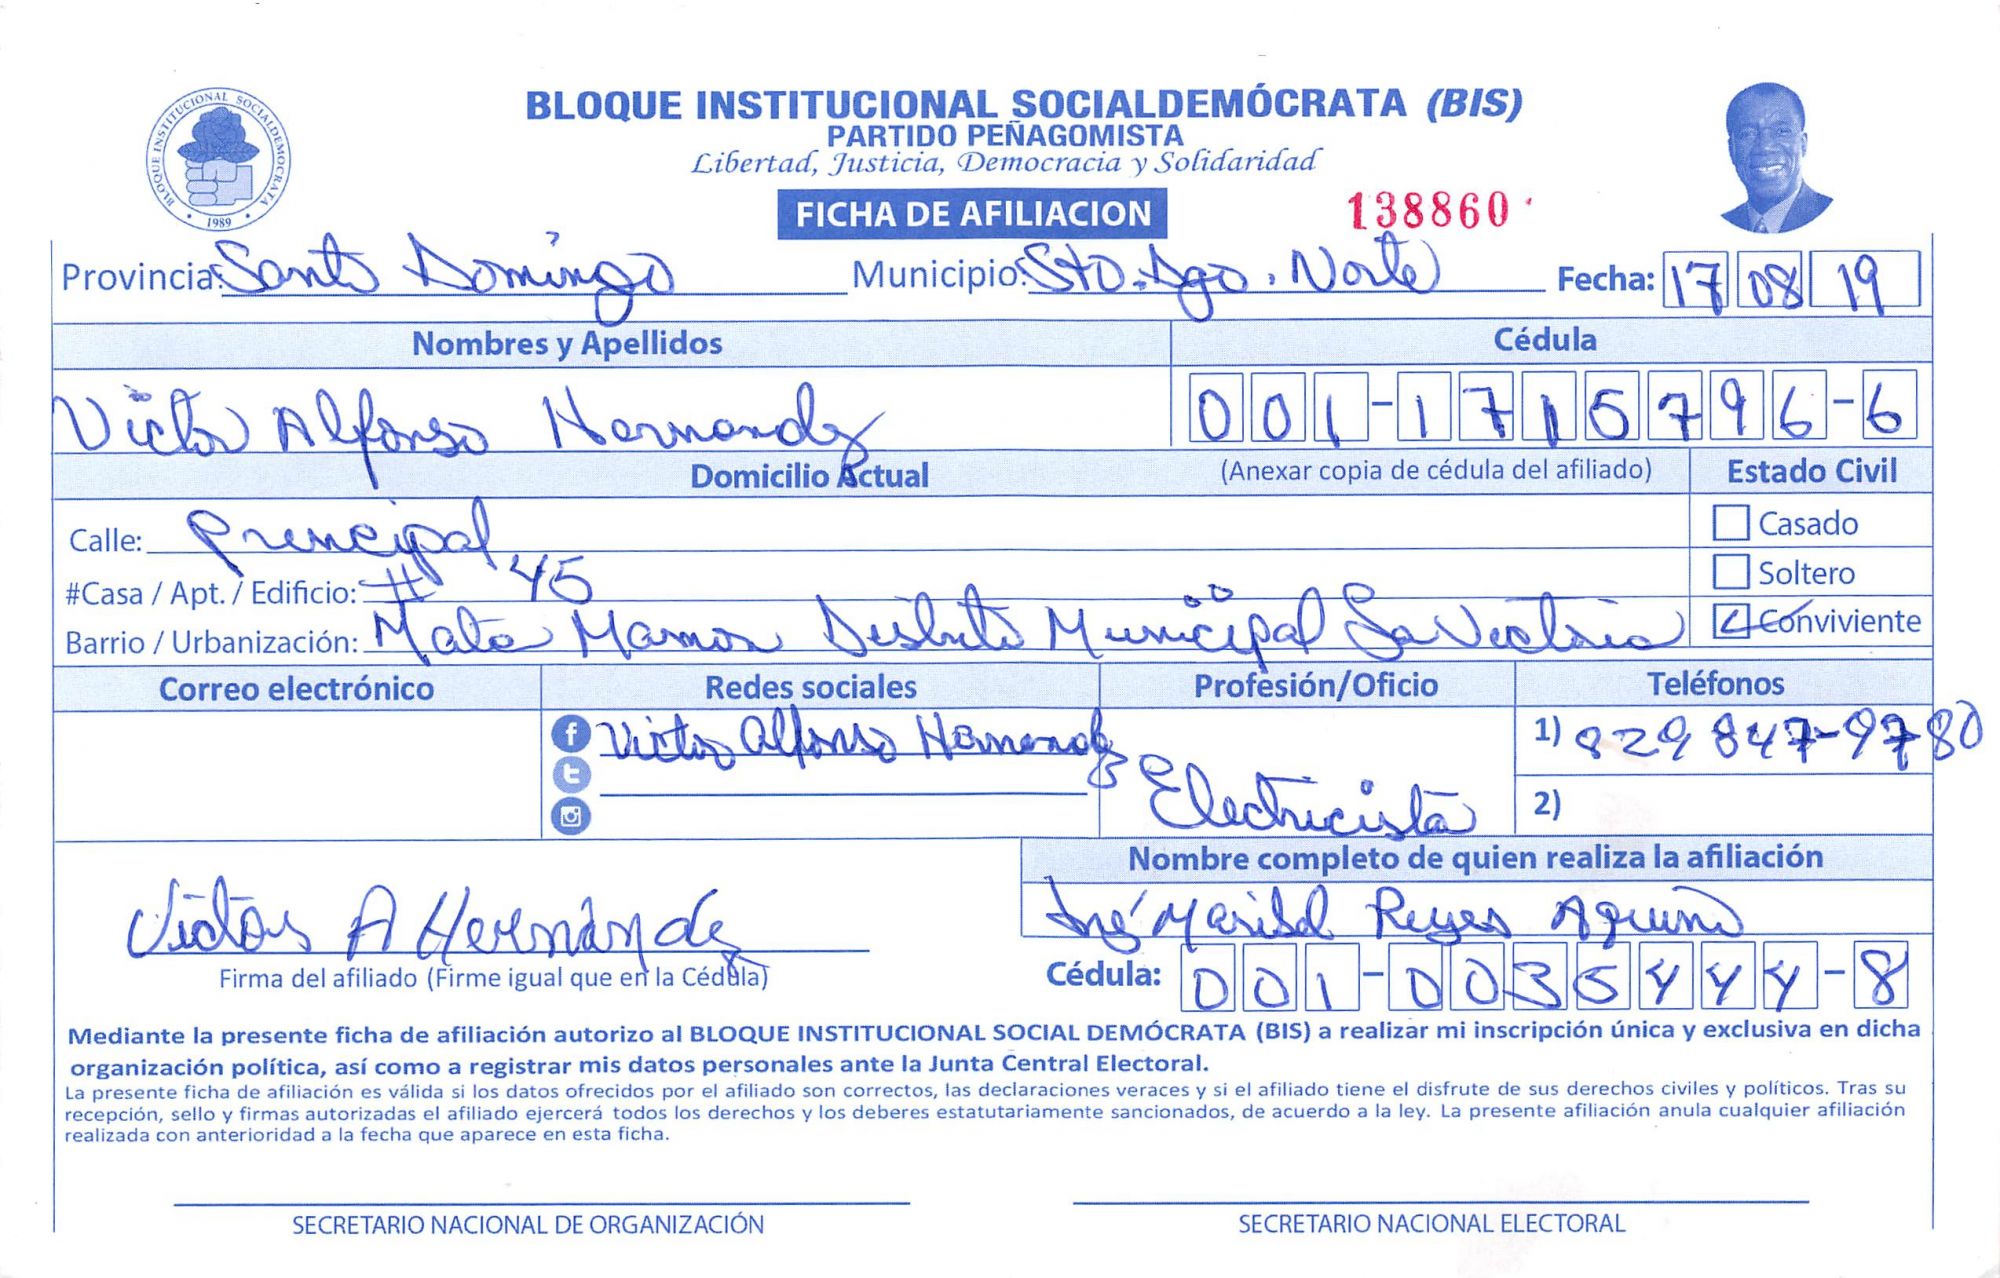 BLOQUE INSTITUCIONAL SOCIALDEMÓCRATA (BIS)
PARTIDO PEÑAGOMISTA
Libertad, Justicia, Democracia y Solidaridad
BLOQUE INSTITUCIONAL SOCIALDEMOCRATA
1989
FICHA DE AFILIACION 138860
Provincia: Santo Domingo Municipio: Sto. Dgo. Norte Fecha: 17 08 19
Nombres y Apellidos Cédula
Victor Alfonso Hernandez 001-1715796-6
Domicilio Actual (Anexar copia de cédula del afiliado) Estado Civil
Calle: Principal Casado
#Casa / Apt. / Edificio: # 45 Soltero
Barrio / Urbanización: Mata Mamon Distrito Municipal La Victoria Conviviente
Correo electrónico Redes sociales Profesión/Oficio Teléfonos
Victor Alfonso Hernandez 1) 829 847-9780
Electricista 2)
Nombre completo de quien realiza la afiliación
Victor A Hernández Ing Marisol Reyes Aquino
Firma del afiliado (Firme igual que en la Cédula) Cédula: 001-0035444-8
Mediante la presente ficha de afiliación autorizo al BLOQUE INSTITUCIONAL SOCIAL DEMÓCRATA (BIS) a realizar mi inscripción única y exclusiva en dicha
organización política, así como a registrar mis datos personales ante la Junta Central Electoral.
La presente ficha de afiliación es válida si los datos ofrecidos por el afiliado son correctos, las declaraciones veraces y si el afiliado tiene el disfrute de sus derechos civiles y políticos. Tras su
recepción, sello y firmas autorizadas el afiliado ejercerá todos los derechos y los deberes estatutariamente sancionados, de acuerdo a la ley. La presente afiliación anula cualquier afiliación
realizada con anterioridad a la fecha que aparece en esta ficha.
SECRETARIO NACIONAL DE ORGANIZACIÓN SECRETARIO NACIONAL ELECTORAL